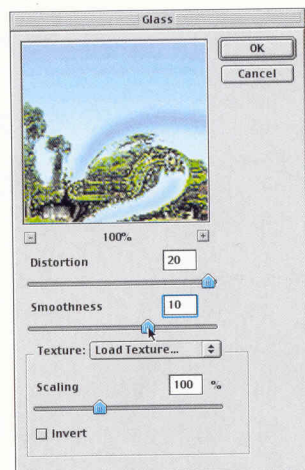 Glass
OK
Cancel
- 100% +
Distortion 20
Smoothness 10
Texture: Load Texture...
Scaling 100 %
Invert